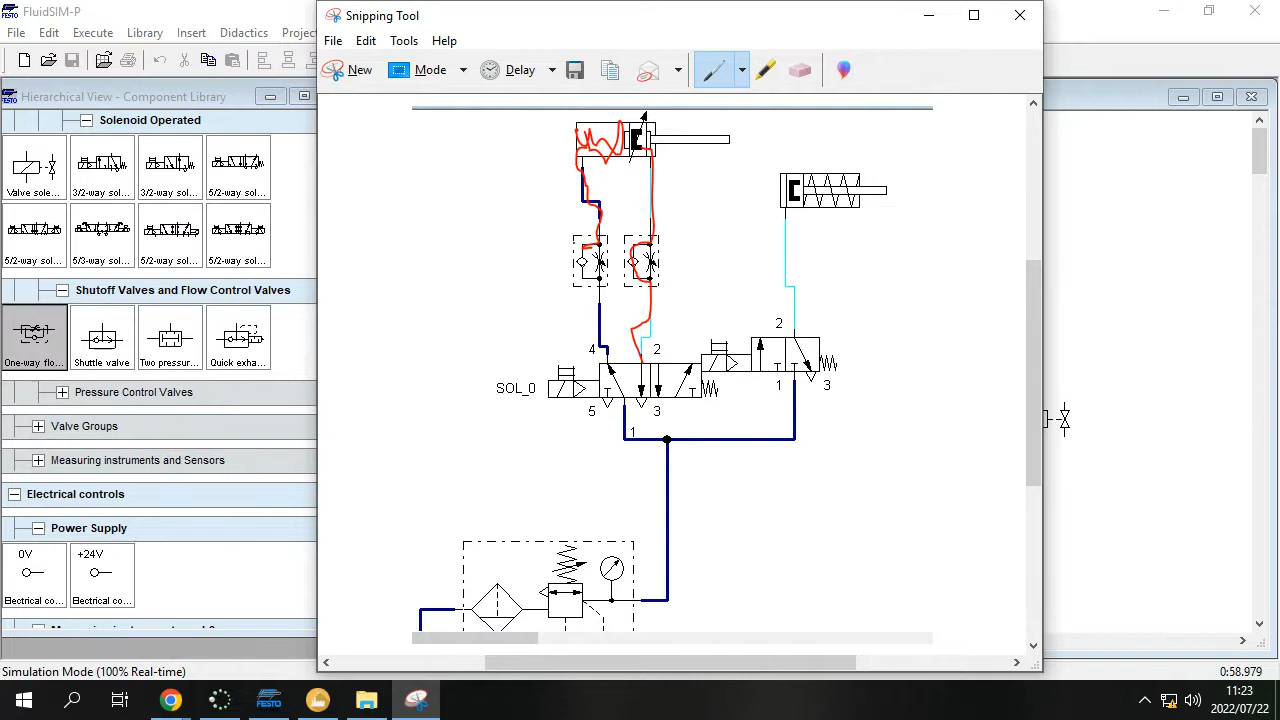 FluidSIM-P
FESTO
File Edit Execute Library Insert Didactics Project
Hierarchical View - Component Library
Solenoid Operated
Valve sole...
3/2-way sol...
3/2-way sol...
5/2-way sol...
5/2-way sol...
5/3-way sol...
5/2-way sol...
5/2-way sol...
Shutoff Valves and Flow Control Valves
One-way flo...
Shuttle valve
Two pressur...
Quick exha...
Pressure Control Valves
Valve Groups
Measuring instruments and Sensors
Electrical controls
Power Supply
0V
+24V
Electrical co...
Electrical co...
Simulation Mode (100% Real-time)
0:58.979
Snipping Tool
File Edit Tools Help
New Mode Delay
4 2
2
SOL_0
1 3
5 3
1
FESTO
11:23
2022/07/22